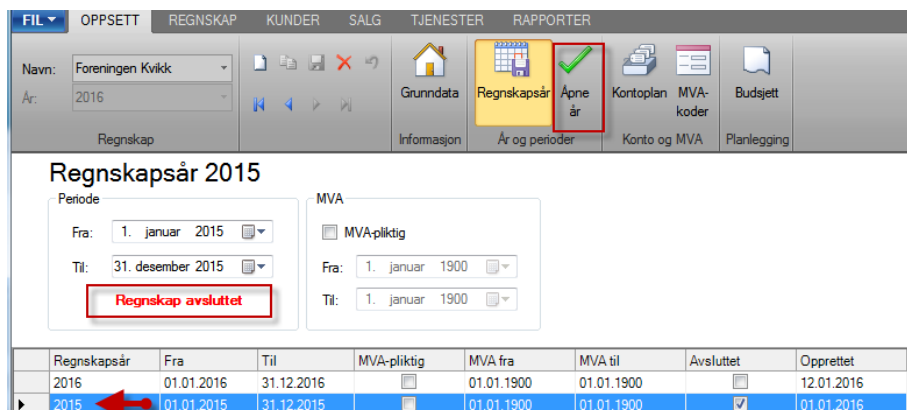 FIL OPPSETT REGNSKAP KUNDER SALG TJENESTER RAPPORTER
Navn: Foreningen Kvikk
År: 2016
Grunndata Regnskapsår Åpne år Kontoplan MVA-koder Budsjett
Regnskap Informasjon År og perioder Konto og MVA Planlegging
Regnskapsår 2015
Periode MVA
Fra: 1. januar 2015 MVA-pliktig
Til: 31. desember 2015 Fra: 1. januar 1900
Regnskap avsluttet Til: 1. januar 1900
Regnskapsår Fra Til MVA-pliktig MVA fra MVA til Avsluttet Opprettet
2016 01.01.2016 31.12.2016 01.01.1900 01.01.1900 12.01.2016
2015 01.01.2015 31.12.2015 01.01.1900 01.01.1900 01.01.2016